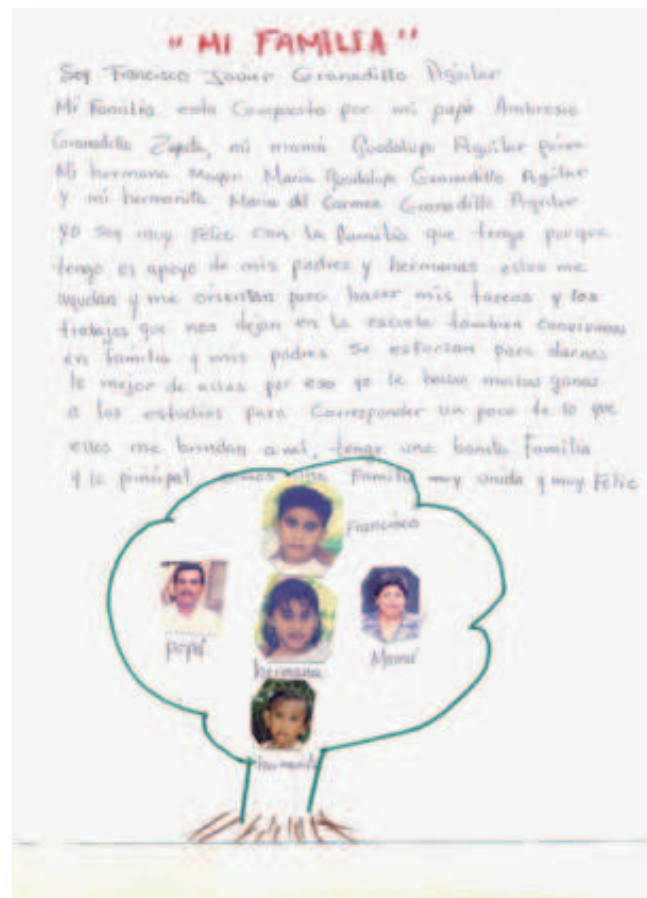 " MI FAMILIA "
Soy Francisco Javier Granadillo Aguilar
Mi Familia esta Compuesta por mi papá Ambrosio
Granadillo Zapata, mi mamá Guadalupe Aguilar
Mi hermana Mayor Maria Guadalupe Granadillo Aguilar
y mi hermanita Maria del Carmen Granadillo Aguilar
yo soy muy Feliz con la familia que tengo porque
tengo el apoyo de mis padres y hermanas ellos me
ayudan y me orientan para hacer mis tareas y los
trabajos que nos dejan en la escuela tambien convivimos
en familia y mis padres se esfuerzan para darnos
lo mejor de ellos por eso yo le hecho muchas ganas
a los estudios para Corresponder un poco de lo que
ellos me brindan a mi, tengo una bonita familia
y lo principal somos una Familia muy unida y muy Feliz
Francisco
papá
hermana
Mamá
hermanita